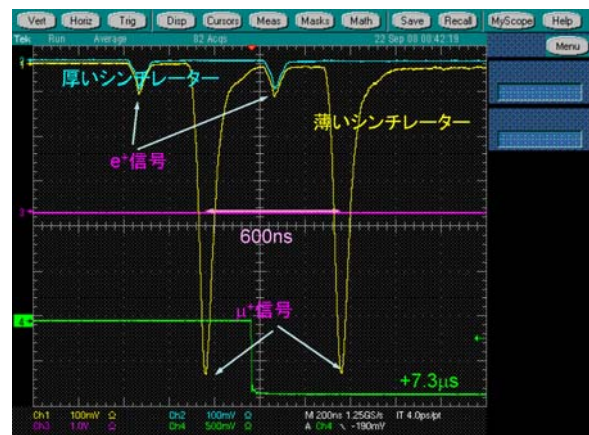 Vert Horiz Trig Disp Cursors Meas Masks Math Save Recall MyScope Help
Tek Run Average 82 Acqs 22 Sep 08 08:42:19
Menu
厚いシンチレーター
薄いシンチレーター
e⁺信号
3
600ns
μ⁺信号
4
+7.3μs
Ch1 100mV Ω Ch2 100mV Ω M 200ns 1.25GS/s IT 4.0ps/pt
Ch3 1.0V Ω Ch4 500mV Ω A Ch4 \ -190mV